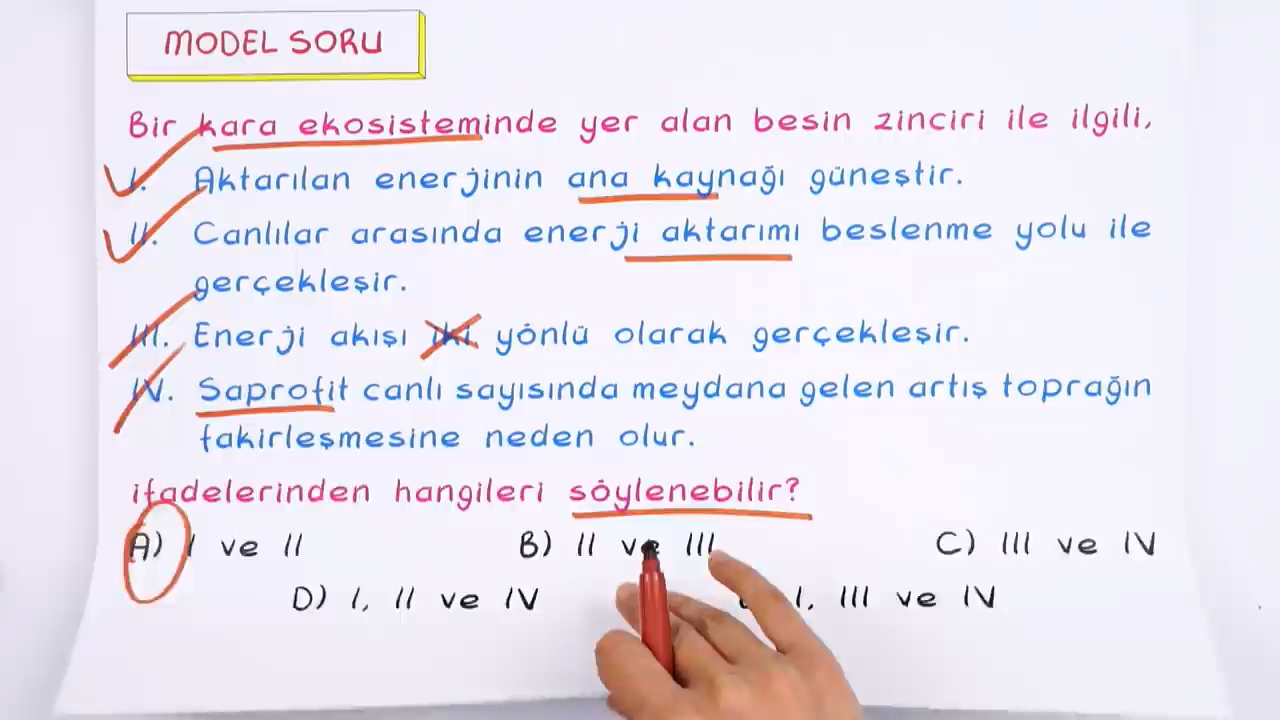 MODEL SORU
Bir kara ekosisteminde yer alan besin zinciri ile ilgili,
I. Aktarılan enerjinin ana kaynağı güneştir.
II. Canlılar arasında enerji aktarımı beslenme yolu ile
gerçekleşir.
III. Enerji akışı iki yönlü olarak gerçekleşir.
IV. Saprofit canlı sayısında meydana gelen artış toprağın
fakirleşmesine neden olur.
ifadelerinden hangileri söylenebilir?
A) I ve II B) II ve III C) III ve IV
D) I, II ve IV I, III ve IV